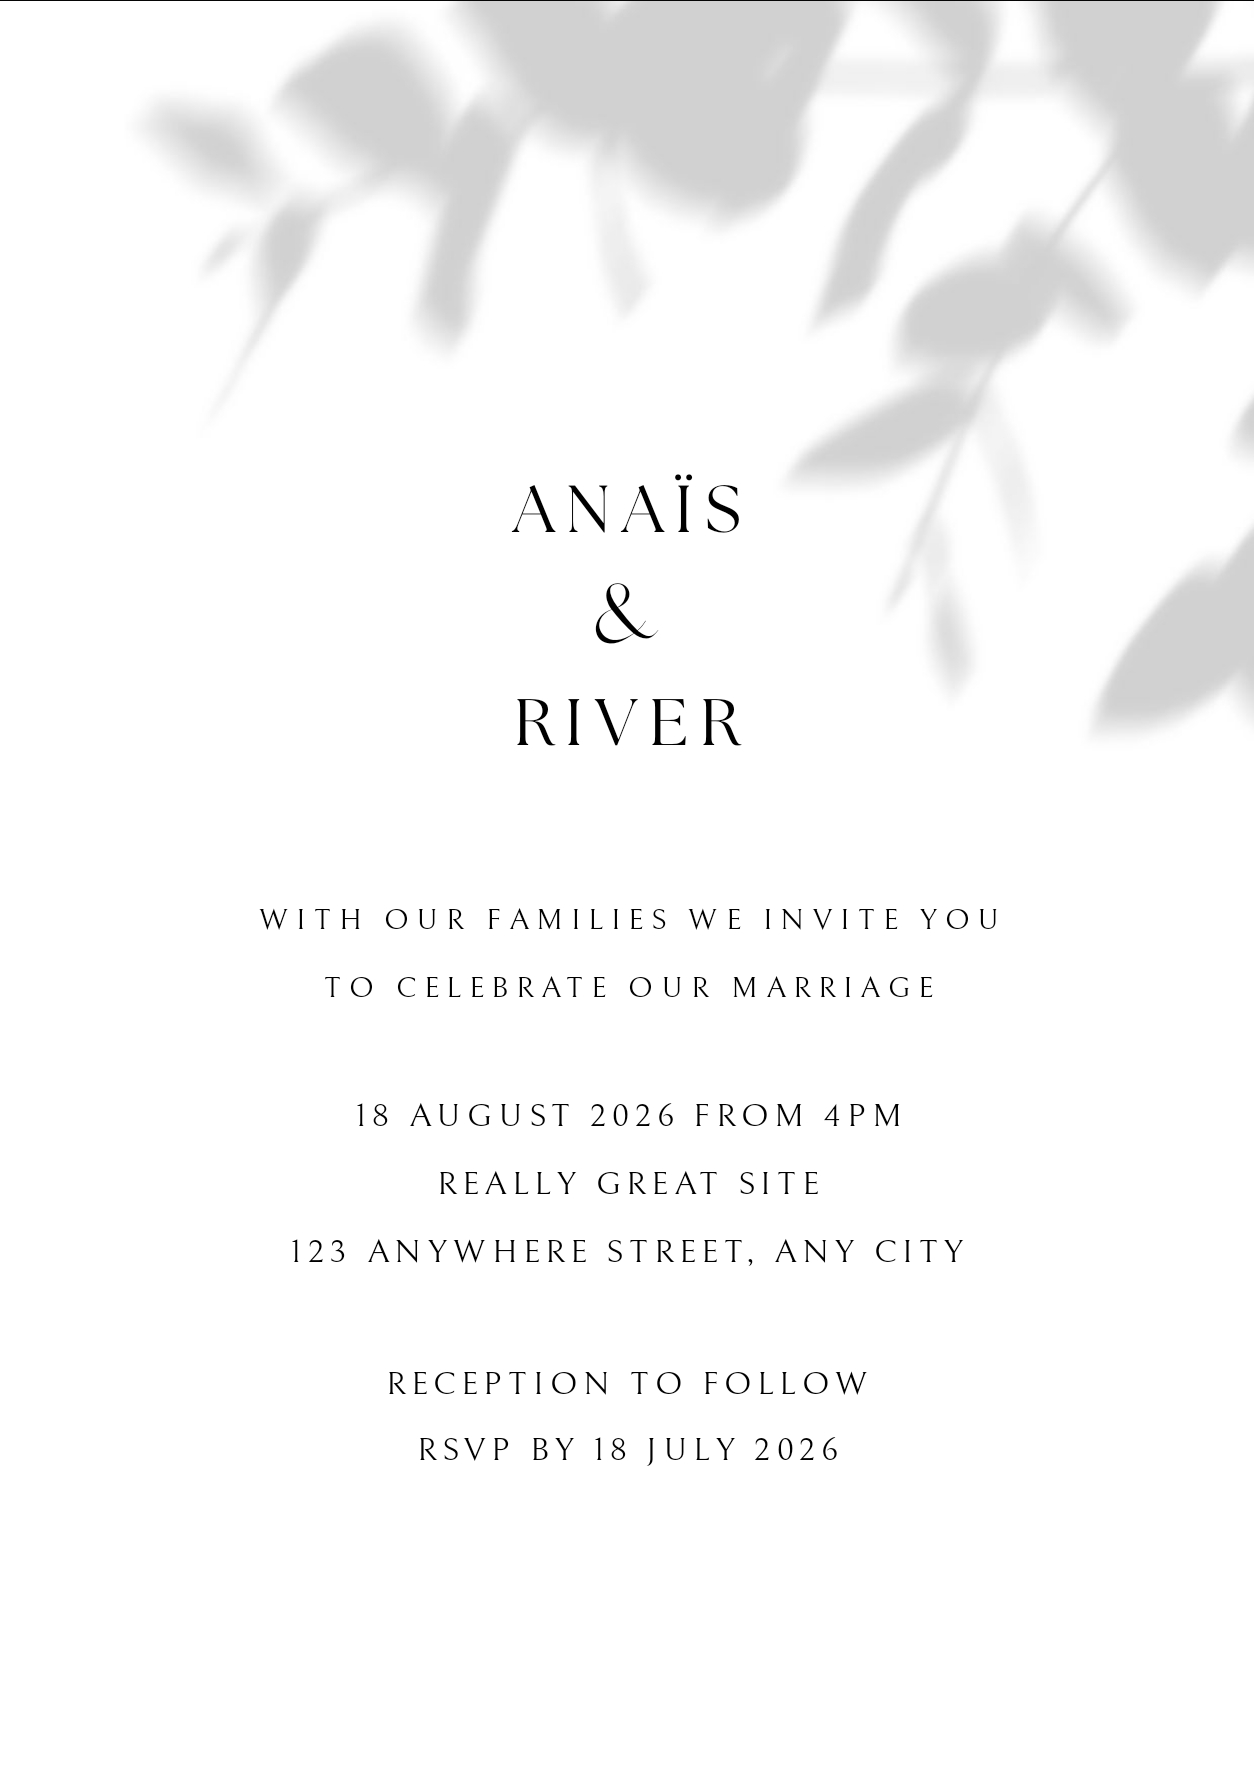 ANAÏS
&
RIVER
WITH OUR FAMILIES WE INVITE YOU
TO CELEBRATE OUR MARRIAGE
18 AUGUST 2026 FROM 4PM
REALLY GREAT SITE
123 ANYWHERE STREET, ANY CITY
RECEPTION TO FOLLOW
RSVP BY 18 JULY 2026